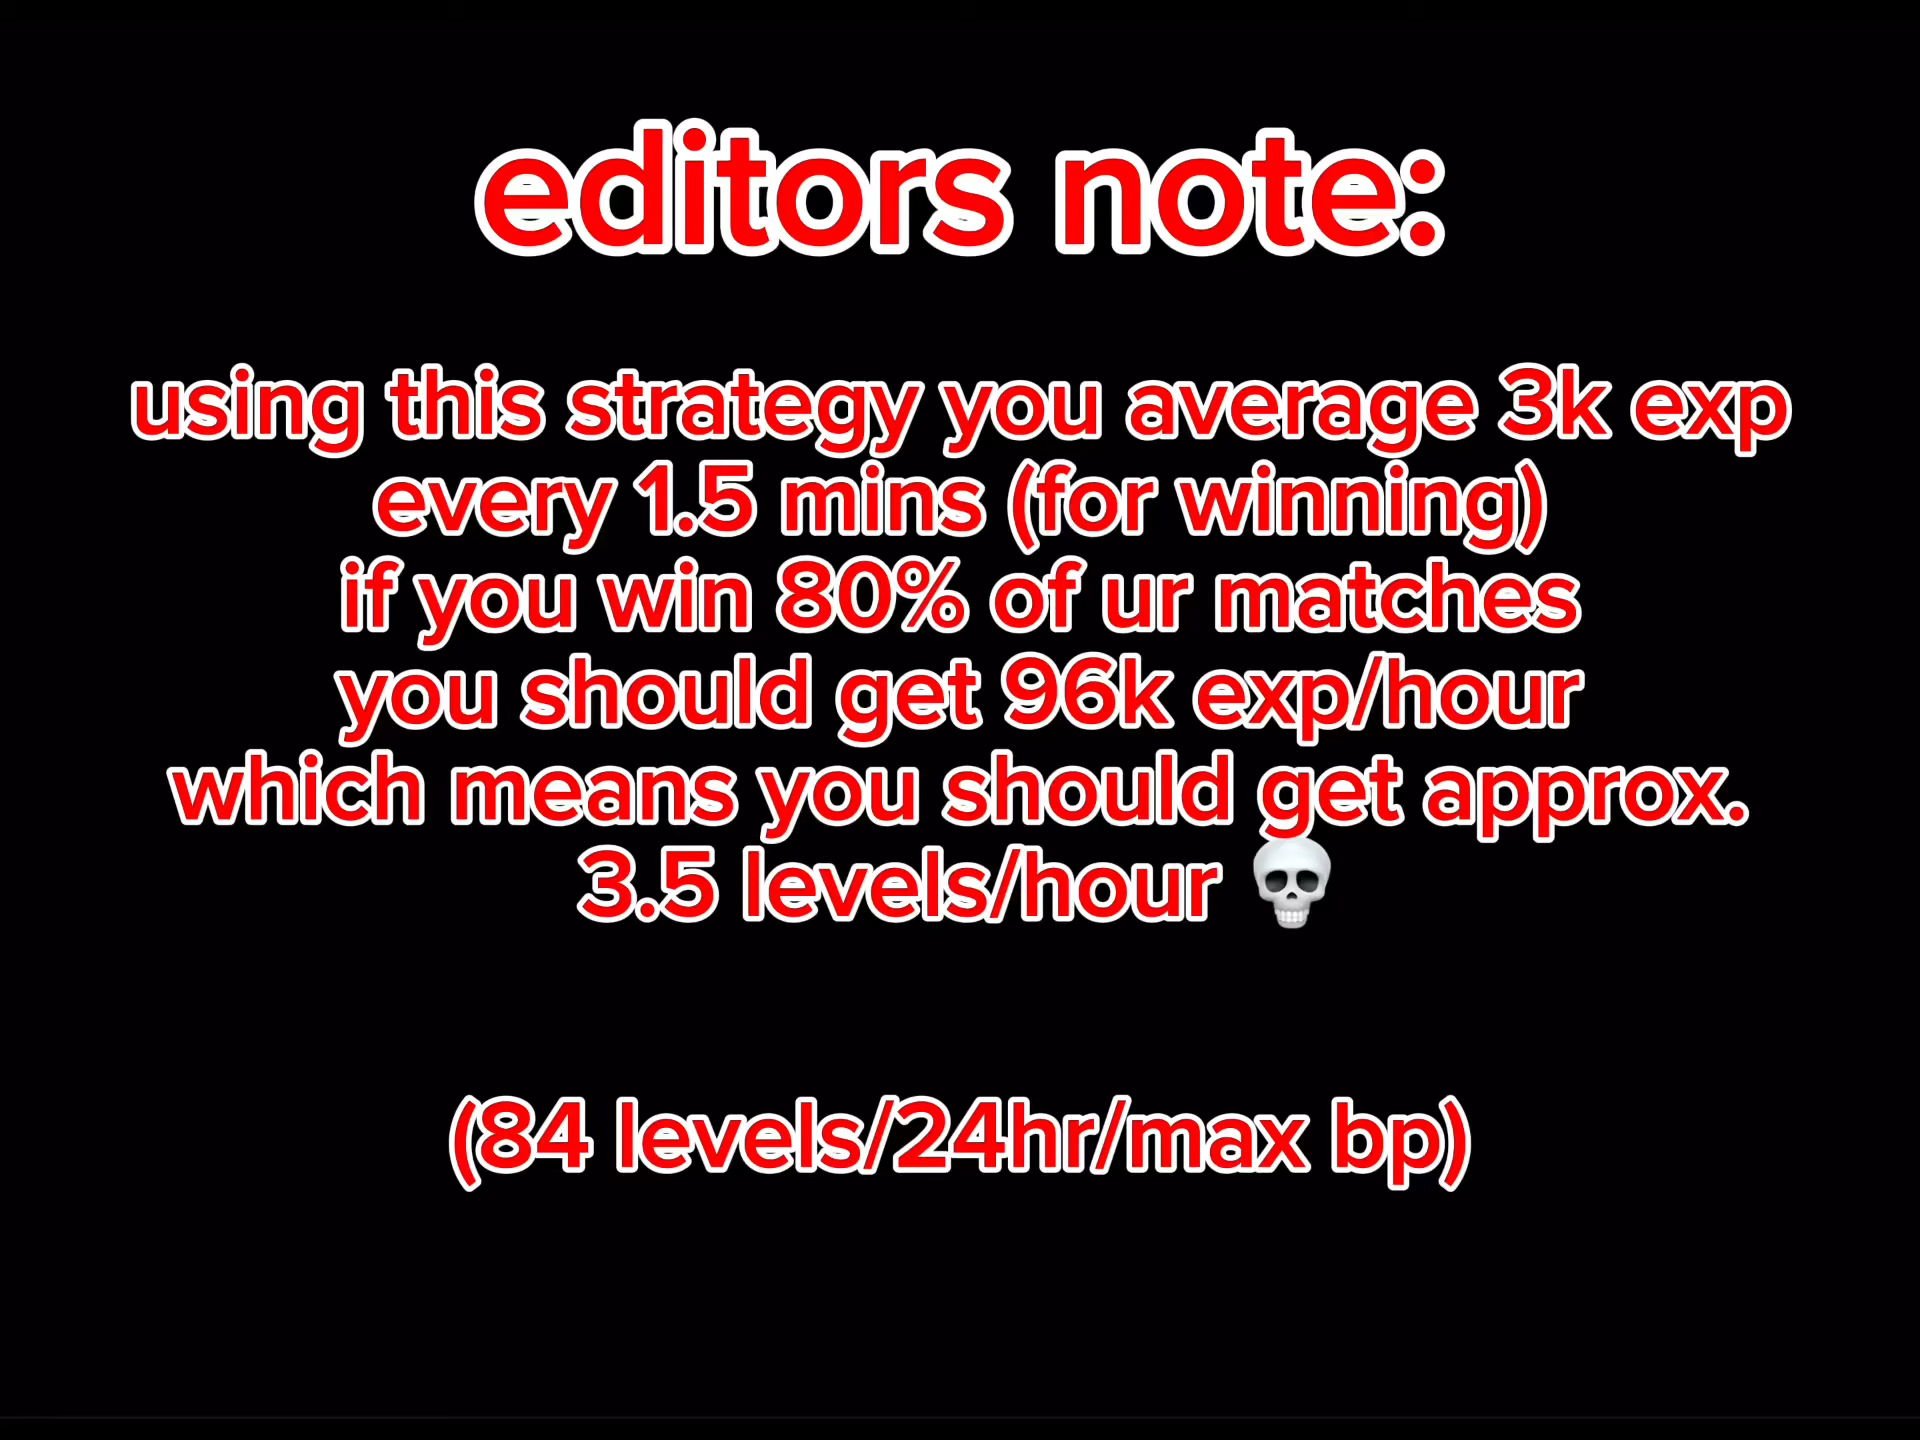 editors note:
using this strategy you average 3k exp
every 1.5 mins (for winning)
if you win 80% of ur matches
you should get 96k exp/hour
which means you should get approx.
3.5 levels/hour 💀
(84 levels/24hr/max bp)